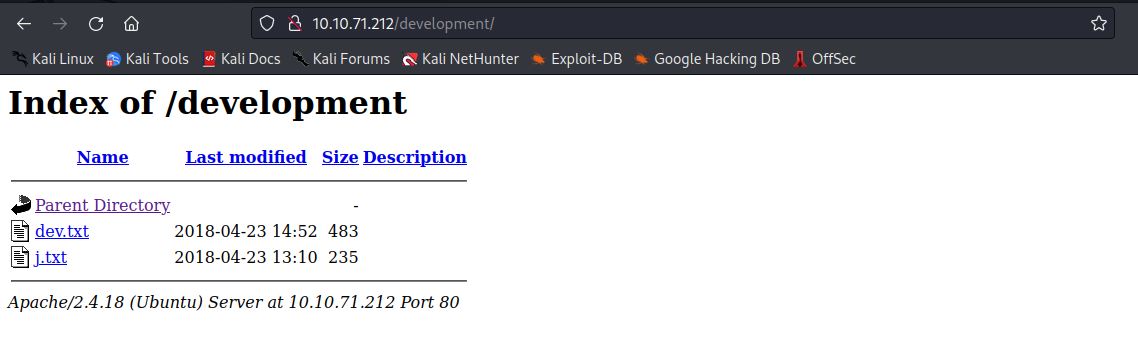 10.10.71.212/development/
Kali Linux Kali Tools Kali Docs Kali Forums Kali NetHunter Exploit-DB Google Hacking DB OffSec
Index of /development
Name Last modified Size Description
Parent Directory -
dev.txt 2018-04-23 14:52 483
j.txt 2018-04-23 13:10 235
Apache/2.4.18 (Ubuntu) Server at 10.10.71.212 Port 80